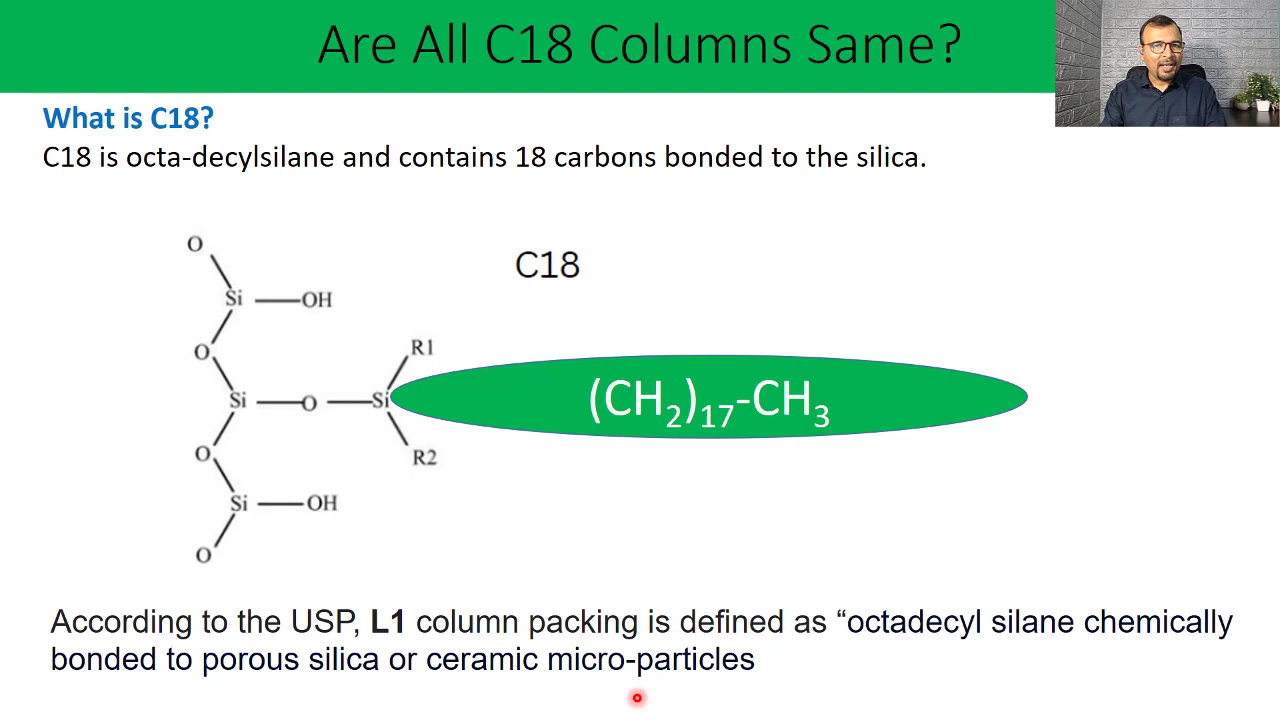 Are All C18 Columns Same?
What is C18?
C18 is octa-decylsilane and contains 18 carbons bonded to the silica.
O
C18
Si
OH
R1
O
Si
O
Si
(CH2)17-CH3
O
R2
Si
OH
O
According to the USP, L1 column packing is defined as “octadecyl silane chemically
bonded to porous silica or ceramic micro-particles